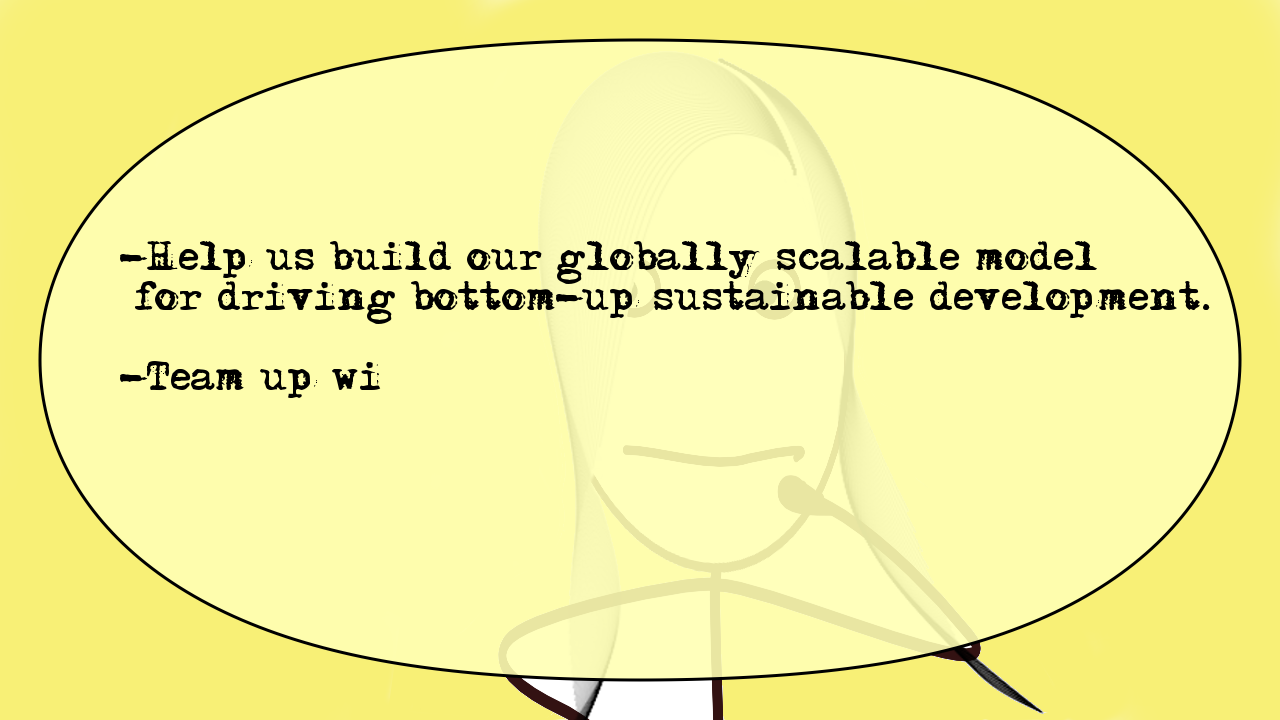 -Help us build our globally scalable model
for driving bottom-up sustainable development.
-Team up wi